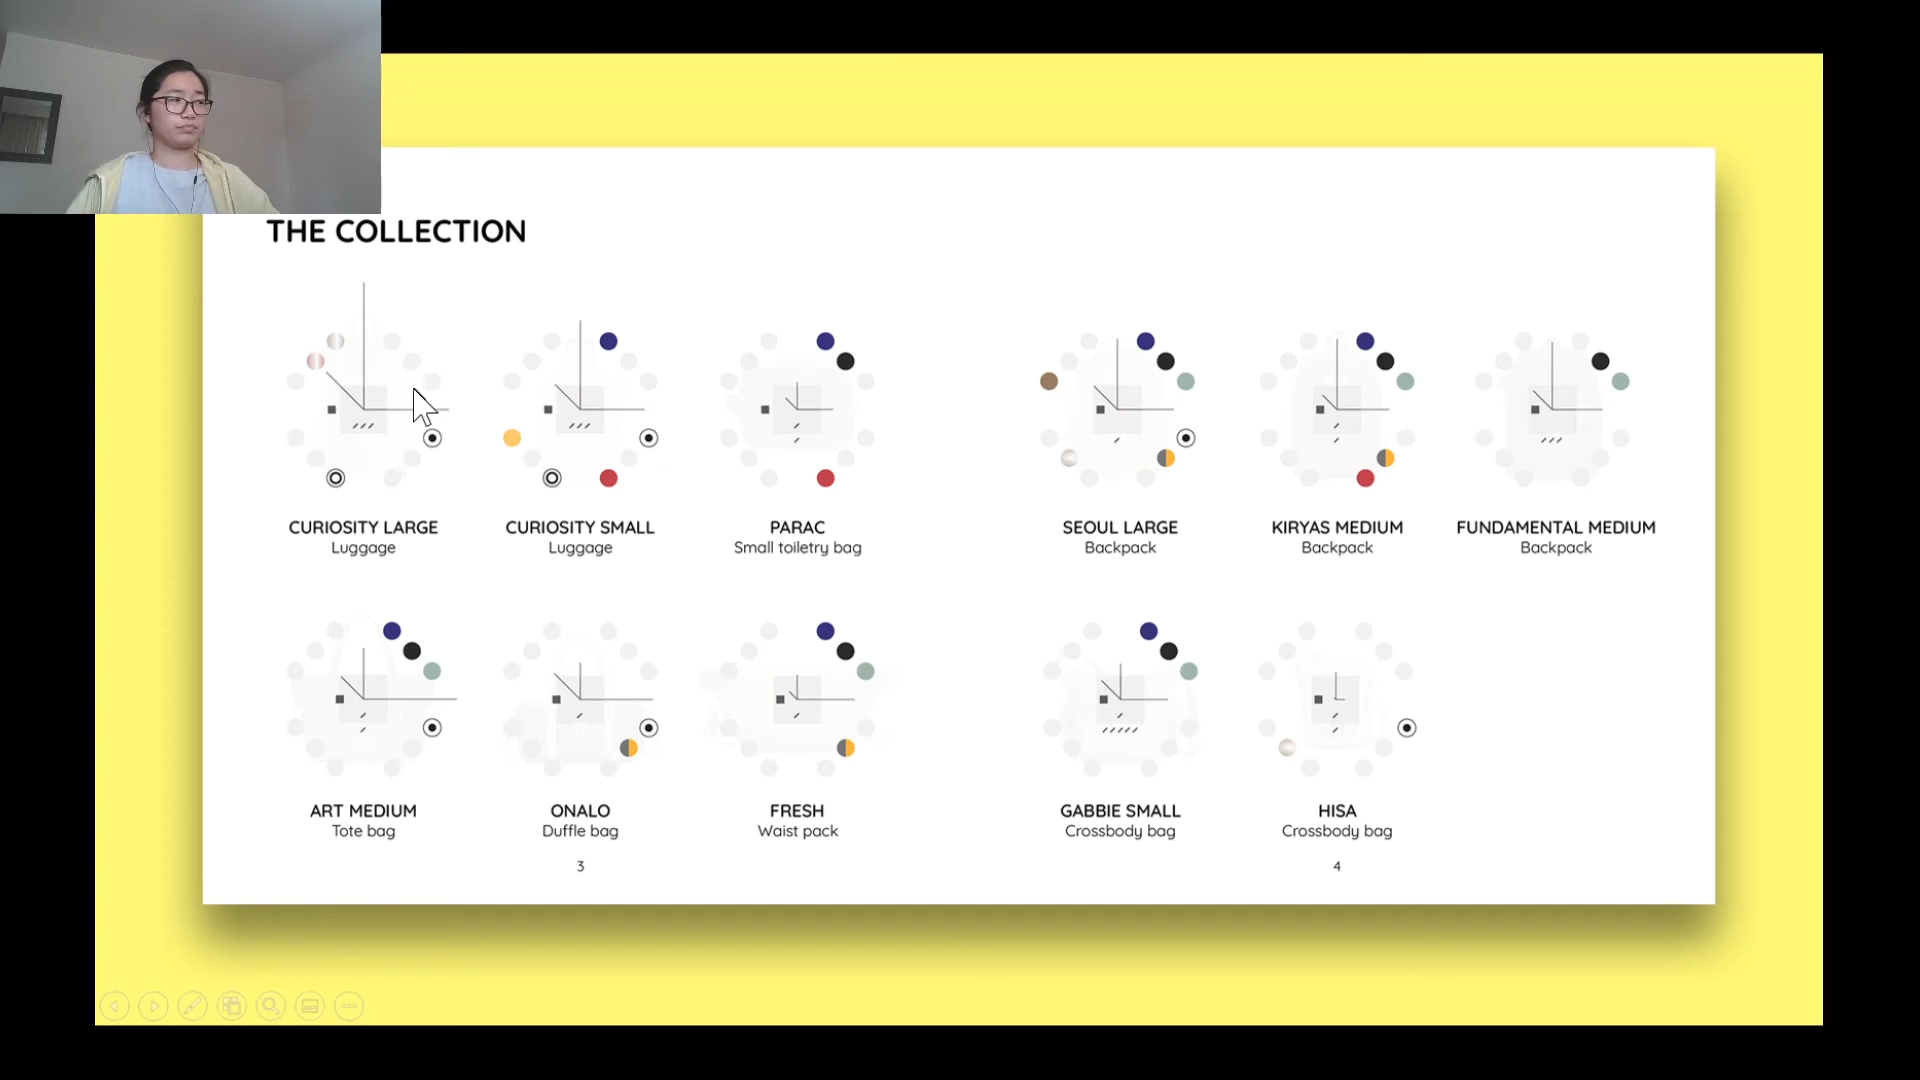 THE COLLECTION
CURIOSITY LARGE
Luggage
CURIOSITY SMALL
Luggage
PARAC
Small toiletry bag
SEOUL LARGE
Backpack
KIRYAS MEDIUM
Backpack
FUNDAMENTAL MEDIUM
Backpack
ART MEDIUM
Tote bag
ONALO
Duffle bag
FRESH
Waist pack
GABBIE SMALL
Crossbody bag
HISA
Crossbody bag
3
4